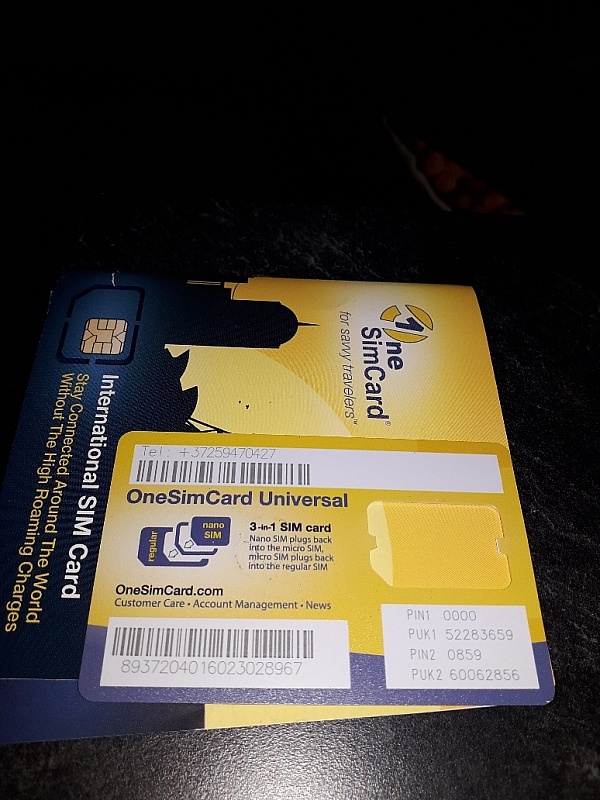 1ne
SimCard®
for savvy travelers™
International SIM Card
Stay Connected Around The World
Without The High Roaming Charges
Tel: +37259470427
OneSimCard Universal
regular
nano
SIM
3-in-1 SIM card
Nano SIM plugs back
into the micro SIM,
micro SIM plugs back
into the regular SIM
OneSimCard.com
Customer Care • Account Management • News
8937204016023028967
PIN1 0000
PUK1 52283659
PIN2 0859
PUK2 60062856